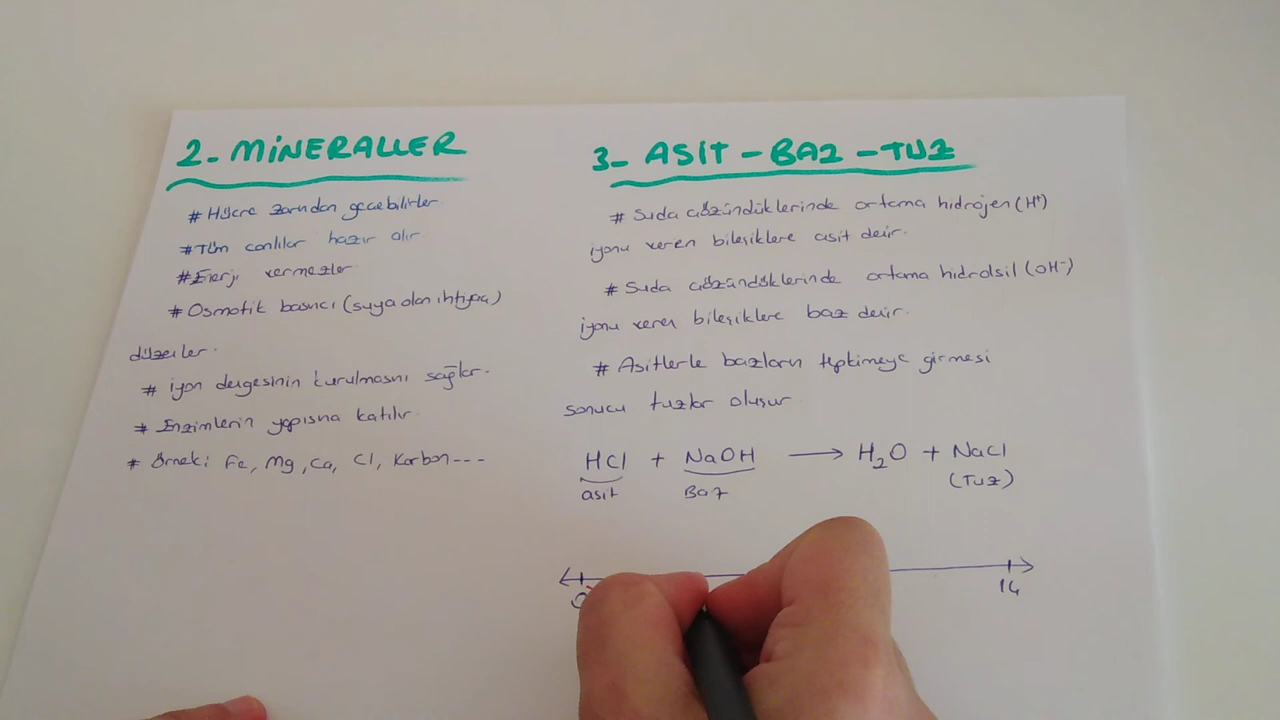 2- MİNERALLER
# Hücre zarından geçebilirler.
# Tüm canlılar hazır alır
# Enerji vermezler
# Osmotik basıncı (suya olan ihtiyacı)
düzenler.
# iyon dengesinin kurulmasını sağlar.
# Enzimlerin yapısına katılır.
# Örnek: Fe, Mg, Ca, Cl, Karbon---
3- ASİT-BAZ-TUZ
# Suda çözündüklerinde ortama hidrojen (H⁺)
iyonu veren bileşiklere asit denir.
# Suda çözündüklerinde ortama hidroksil (OH⁻)
iyonu veren bileşiklere baz denir.
# Asitlerle bazların tepkimeye girmesi
sonucu tuzlar oluşur
HCl + NaOH → H₂O + NaCl
asit Baz (Tuz)
0 14